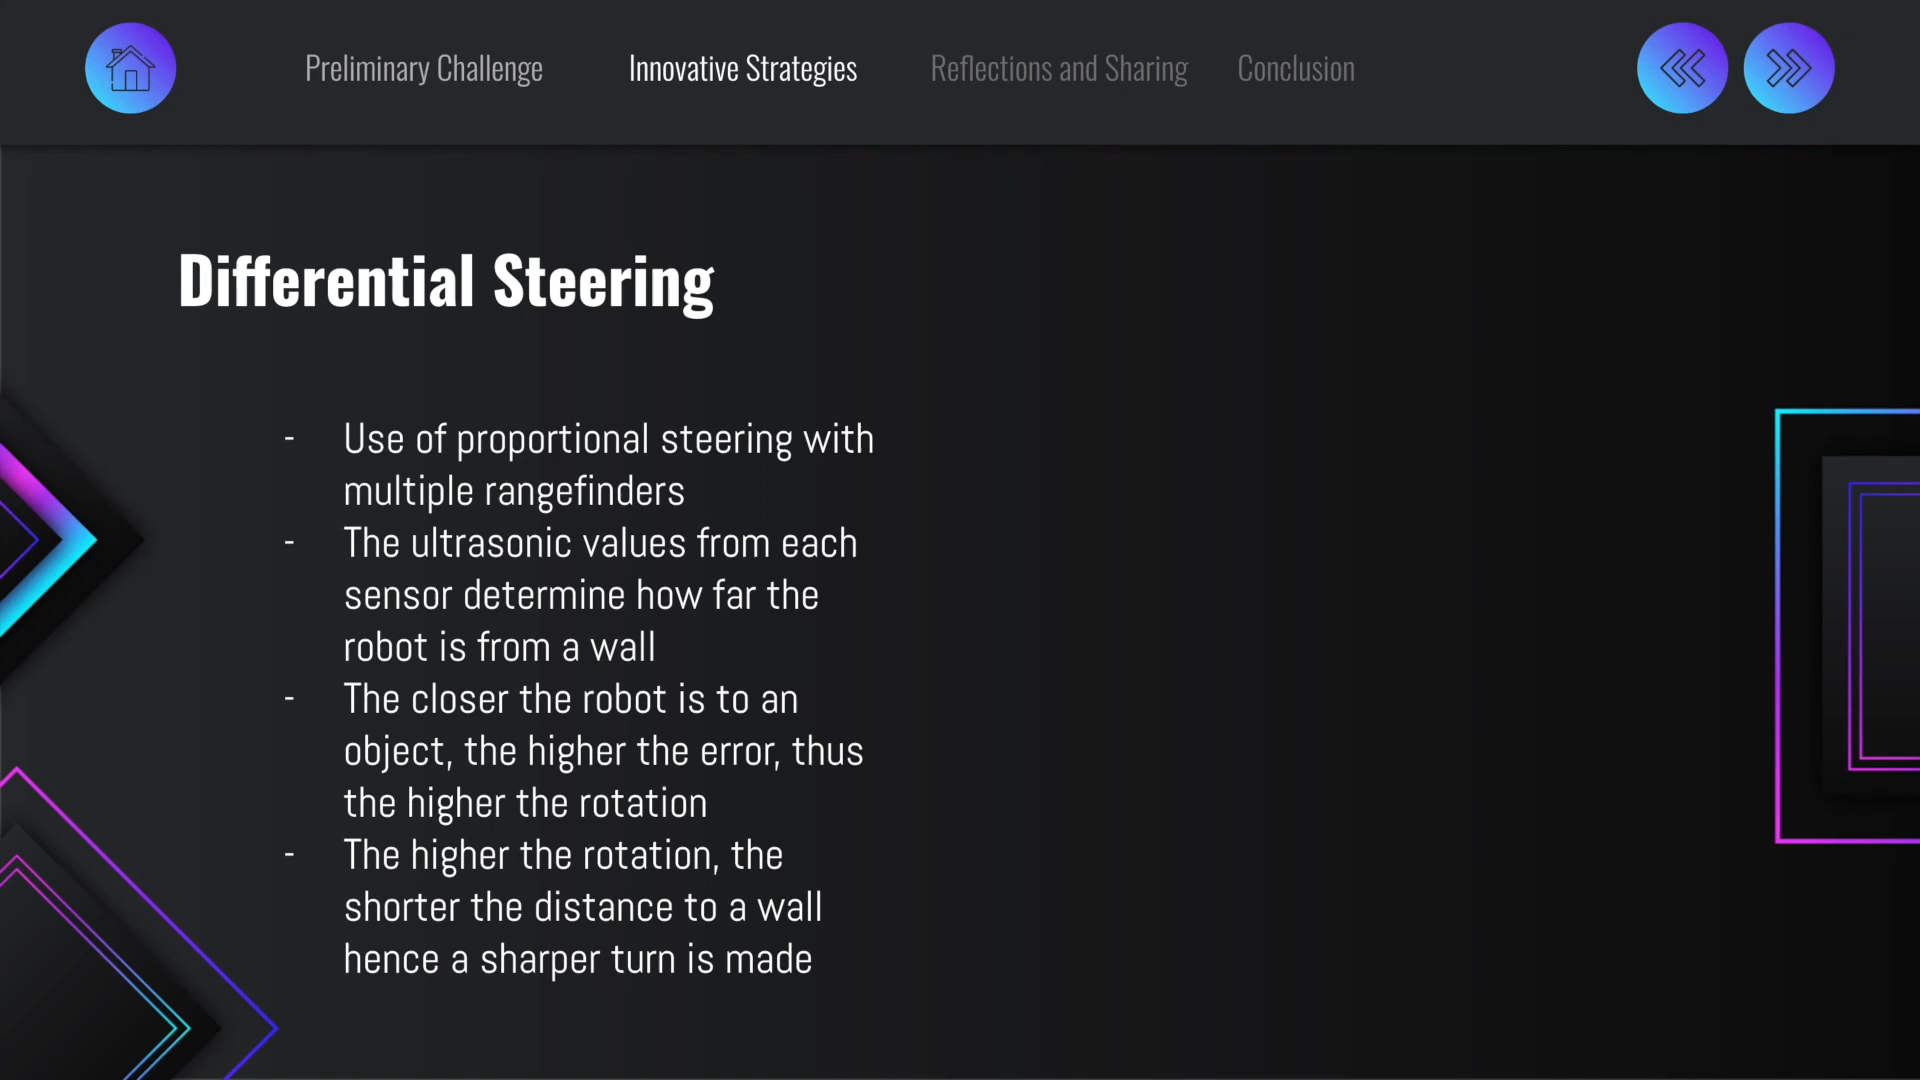 Preliminary Challenge
Innovative Strategies
Reflections and Sharing
Conclusion
Differential Steering
- Use of proportional steering with
multiple rangefinders
- The ultrasonic values from each
sensor determine how far the
robot is from a wall
- The closer the robot is to an
object, the higher the error, thus
the higher the rotation
- The higher the rotation, the
shorter the distance to a wall
hence a sharper turn is made